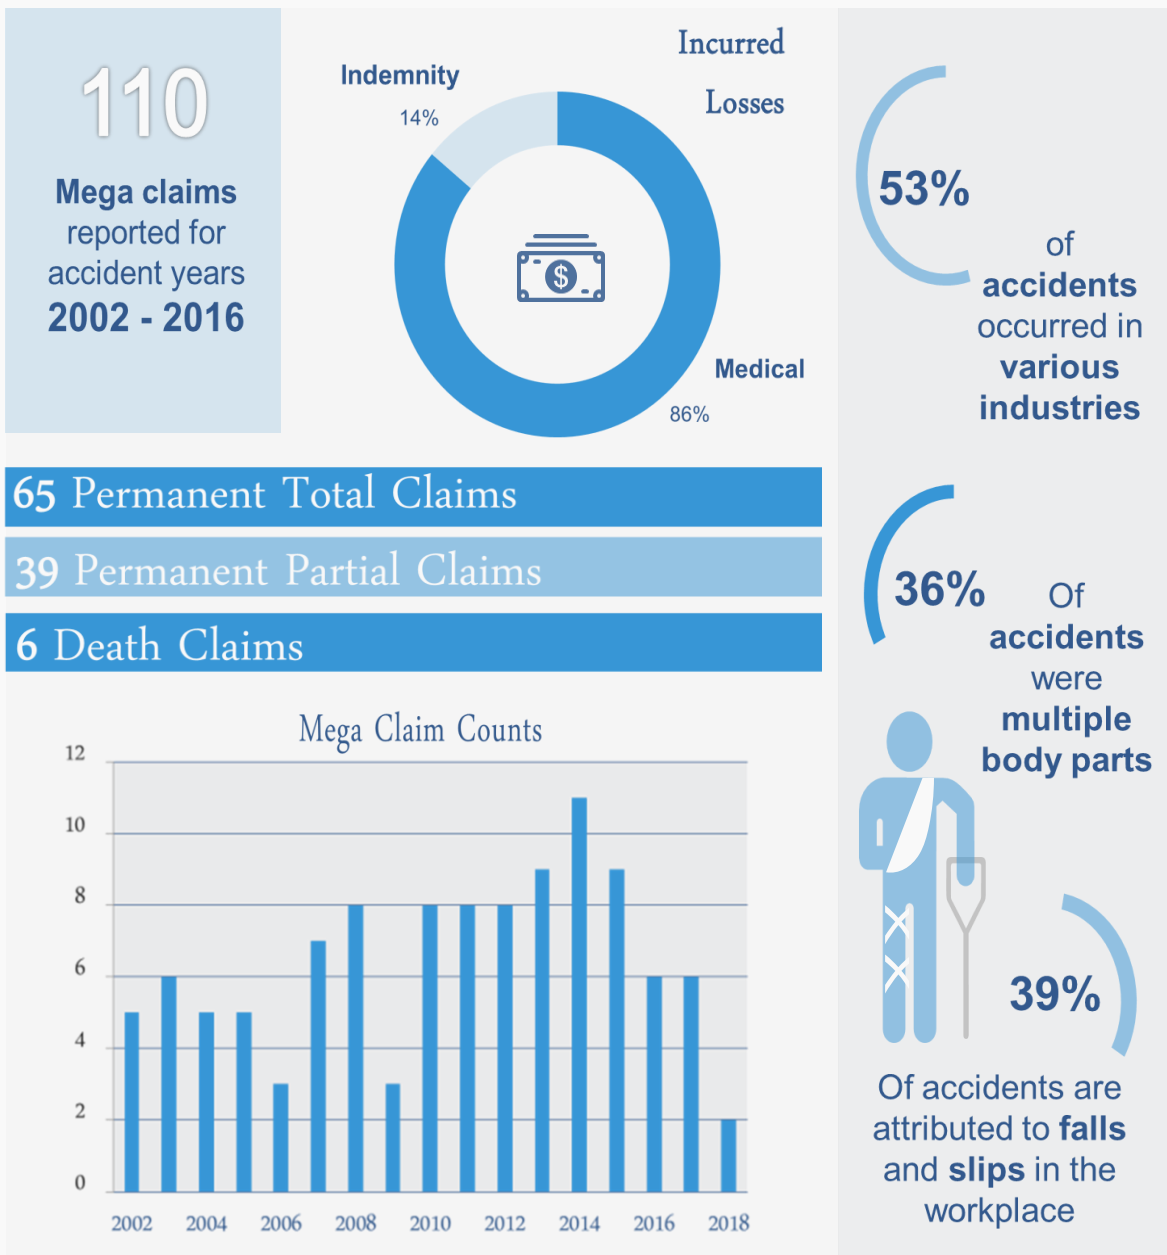 110
Mega claims
reported for
accident years
2002 - 2016
Incurred
Losses
Indemnity
14%
$
Medical
86%
53%
of
accidents
occurred in
various
industries
65 Permanent Total Claims
39 Permanent Partial Claims
6 Death Claims
36%
Of
accidents
were
multiple
body parts
Mega Claim Counts
12
10
8
6
4
2
0
2002 2004 2006 2008 2010 2012 2014 2016 2018
39%
Of accidents are
attributed to falls
and slips in the
workplace